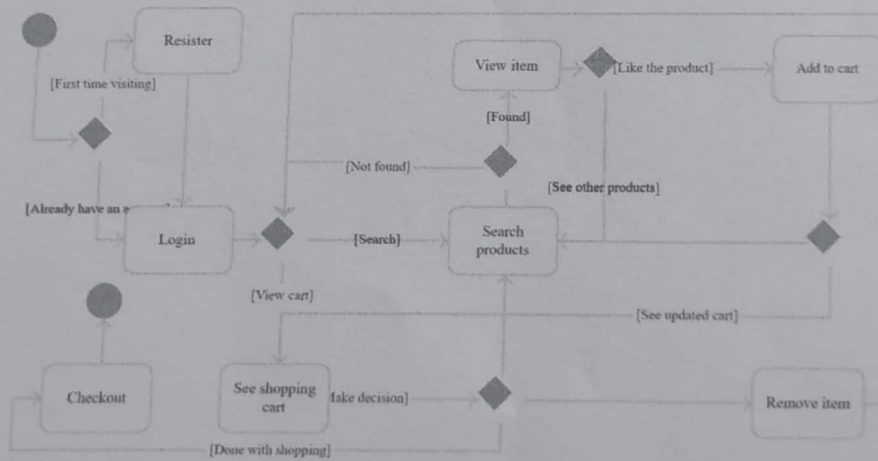 Resister
View item
[Like the product]
Add to cart
[First time visiting]
[Found]
[Not found]
[See other products]
[Already have an
Login
[Search]
Search
products
[View cart]
[See updated cart]
Checkout
See shopping
cart
decision]
Remove item
[Done with shopping]